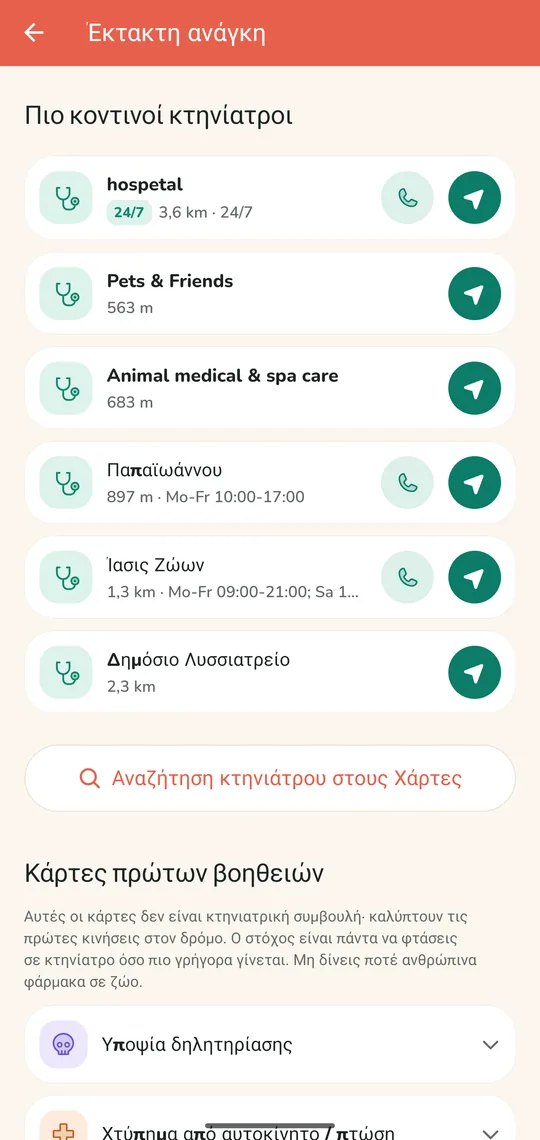 Έκτακτη ανάγκη
Πιο κοντινοί κτηνίατροι
hospetal
24/7 3,6 km · 24/7
Pets & Friends
563 m
Animal medical & spa care
683 m
Παπαϊωάννου
897 m · Mo-Fr 10:00-17:00
Ίασις Ζώων
1,3 km · Mo-Fr 09:00-21:00; Sa 1...
Δημόσιο Λυσσιατρείο
2,3 km
Αναζήτηση κτηνιάτρου στους Χάρτες
Κάρτες πρώτων βοηθειών
Αυτές οι κάρτες δεν είναι κτηνιατρική συμβουλή· καλύπτουν τις
πρώτες κινήσεις στον δρόμο. Ο στόχος είναι πάντα να φτάσεις
σε κτηνίατρο όσο πιο γρήγορα γίνεται. Μη δίνεις ποτέ ανθρώπινα
φάρμακα σε ζώο.
Υποψία δηλητηρίασης
Χτύπημα από αυτοκίνητο / πτώση